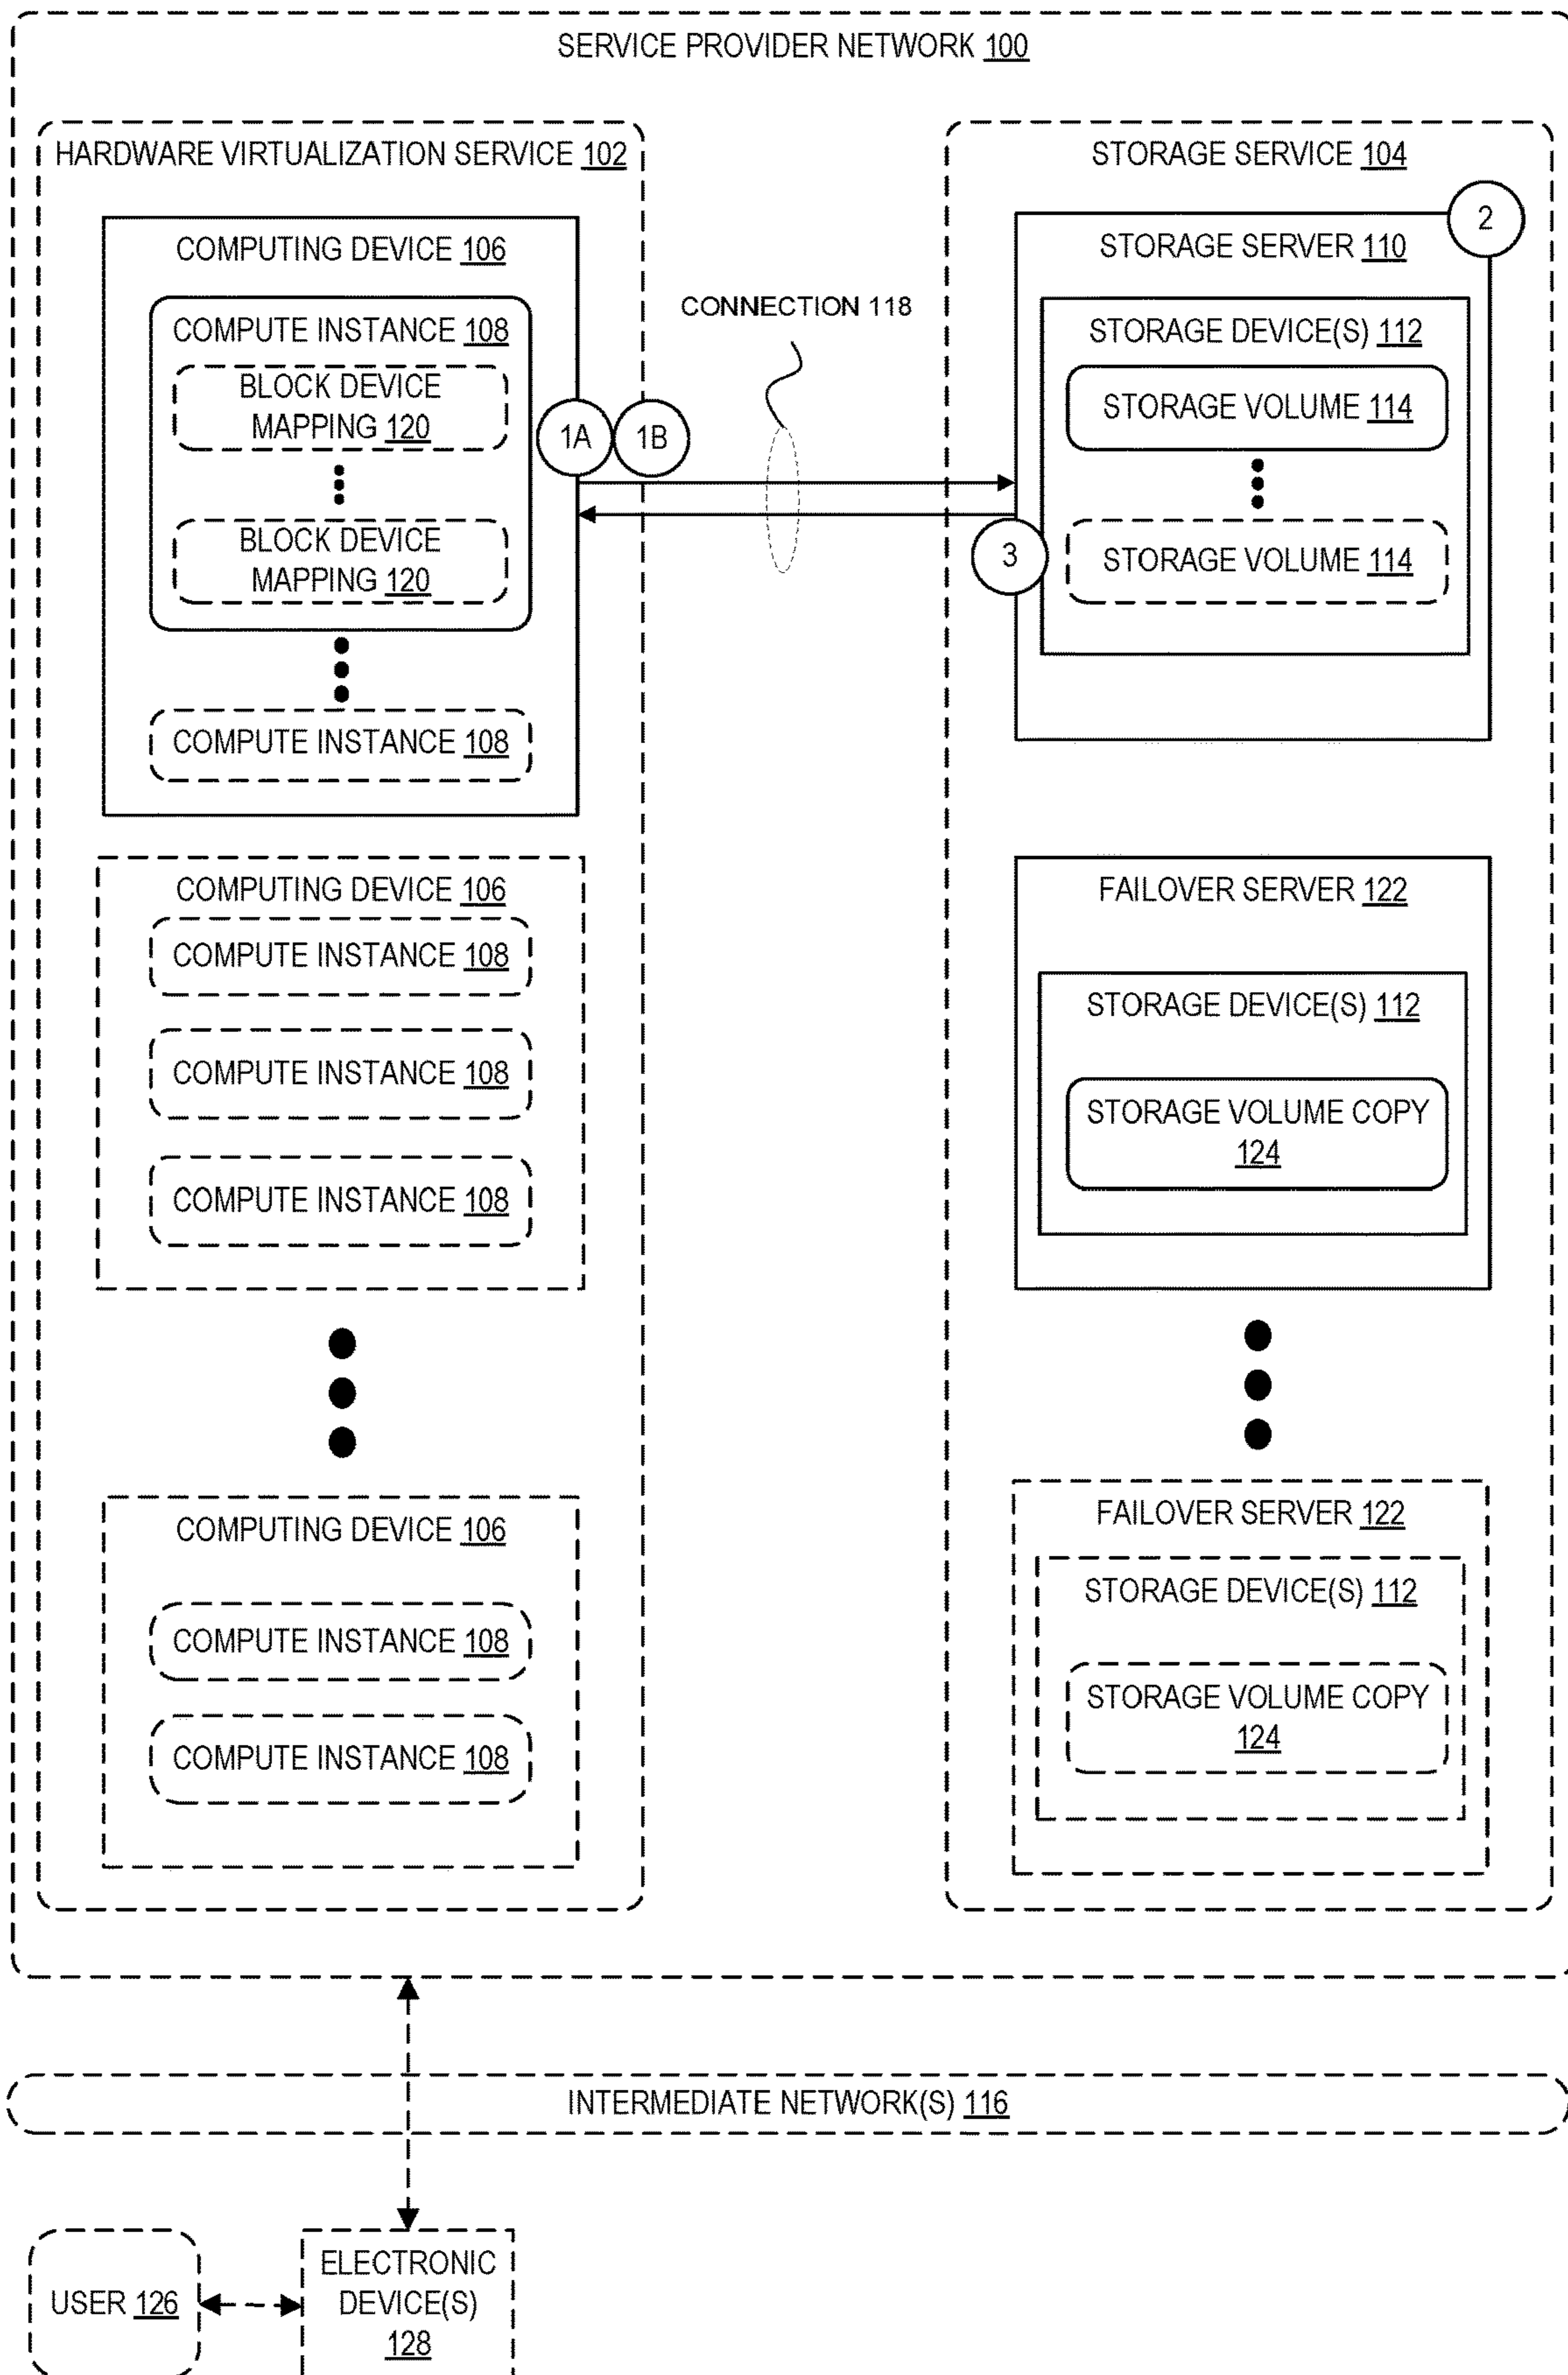 SERVICE PROVIDER NETWORK 100
HARDWARE VIRTUALIZATION SERVICE 102
COMPUTING DEVICE 106
COMPUTE INSTANCE 108
BLOCK DEVICE
MAPPING 120
BLOCK DEVICE
MAPPING 120
COMPUTE INSTANCE 108
1A
1B
CONNECTION 118
STORAGE SERVICE 104
2
STORAGE SERVER 110
STORAGE DEVICE(S) 112
STORAGE VOLUME 114
3
STORAGE VOLUME 114
COMPUTING DEVICE 106
COMPUTE INSTANCE 108
COMPUTE INSTANCE 108
COMPUTE INSTANCE 108
FAILOVER SERVER 122
STORAGE DEVICE(S) 112
STORAGE VOLUME COPY
124
COMPUTING DEVICE 106
COMPUTE INSTANCE 108
COMPUTE INSTANCE 108
FAILOVER SERVER 122
STORAGE DEVICE(S) 112
STORAGE VOLUME COPY
124
INTERMEDIATE NETWORK(S) 116
USER 126
ELECTRONIC
DEVICE(S)
128